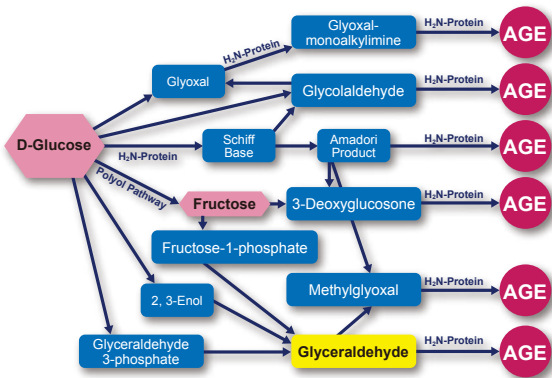 Glyoxal-
monoalkylimine
H₂N-Protein
AGE
H₂N-Protein
Glyoxal
Glycolaldehyde
H₂N-Protein
AGE
D-Glucose
H₂N-Protein
Schiff
Base
Amadori
Product
H₂N-Protein
AGE
Polyol Pathway
Fructose
3-Deoxyglucosone
H₂N-Protein
AGE
Fructose-1-phosphate
2, 3-Enol
Methylglyoxal
H₂N-Protein
AGE
Glyceraldehyde
3-phosphate
Glyceraldehyde
H₂N-Protein
AGE